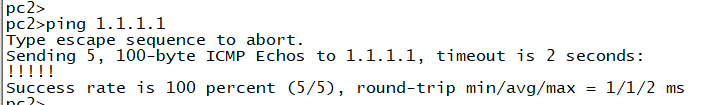 pc2>
pc2>ping 1.1.1.1
Type escape sequence to abort.
Sending 5, 100-byte ICMP Echos to 1.1.1.1, timeout is 2 seconds:
!!!!!
Success rate is 100 percent (5/5), round-trip min/avg/max = 1/1/2 ms
pc2>